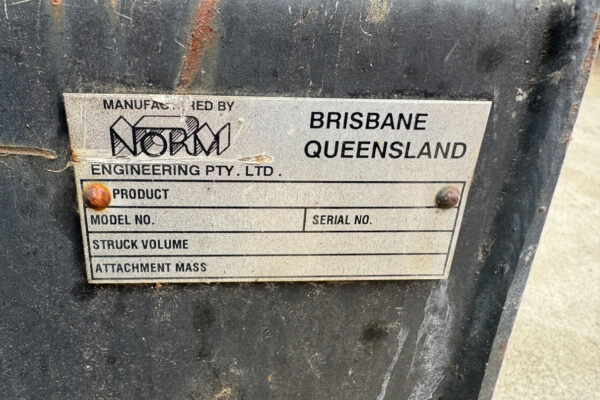 MANUFACTURED BY
NORM
ENGINEERING PTY. LTD.
BRISBANE
QUEENSLAND
PRODUCT
MODEL NO.
SERIAL NO.
STRUCK VOLUME
ATTACHMENT MASS